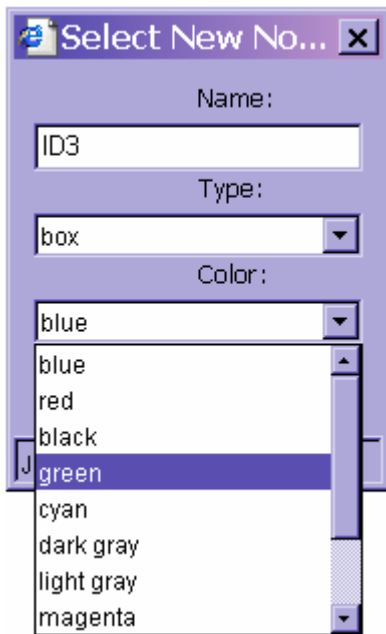 Select New No...
Name:
ID3
Type:
box
Color:
blue
blue
red
black
green
cyan
dark gray
light gray
magenta
J